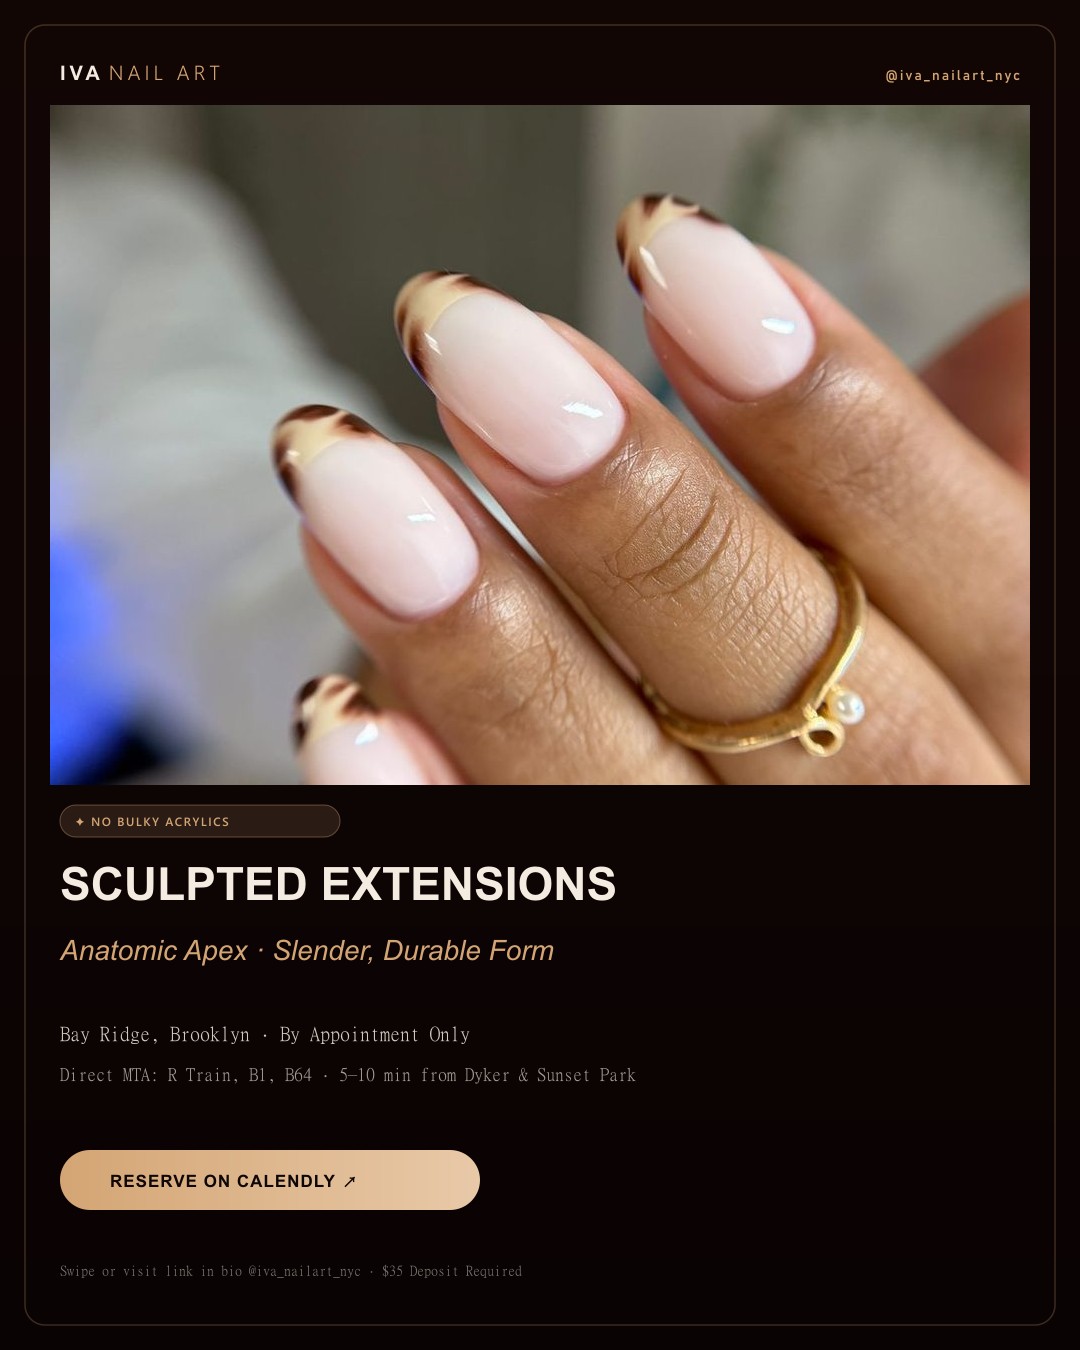 IVA NAIL ART
@iva_nailart_nyc
✦ NO BULKY ACRYLICS
SCULPTED EXTENSIONS
Anatomic Apex · Slender, Durable Form
Bay Ridge, Brooklyn · By Appointment Only
Direct MTA: R Train, B1, B64 · 5–10 min from Dyker & Sunset Park
RESERVE ON CALENDLY ↗
Swipe or visit link in bio @iva_nailart_nyc · $35 Deposit Required